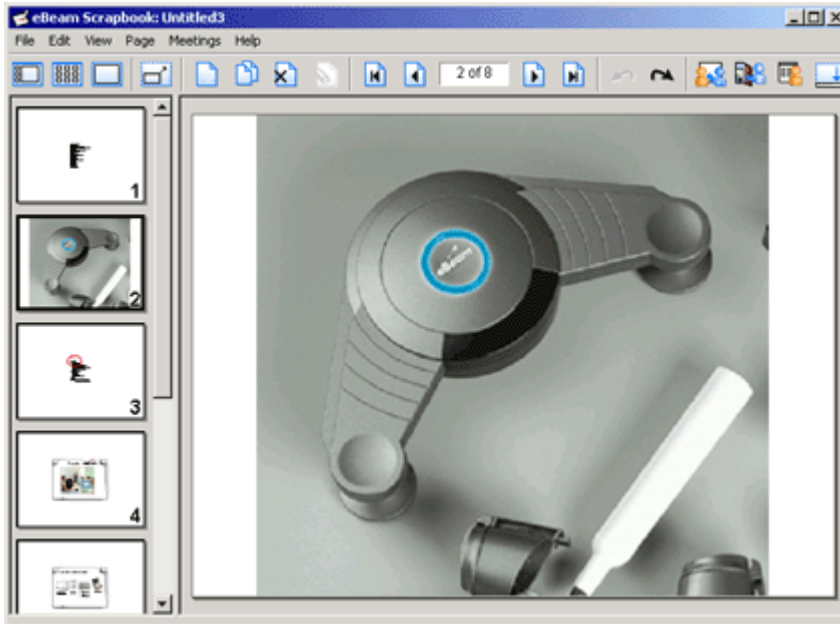 eBeam Scrapbook: Untitled3
File Edit View Page Meetings Help
2 of 8
1
2
3
4
eBeam